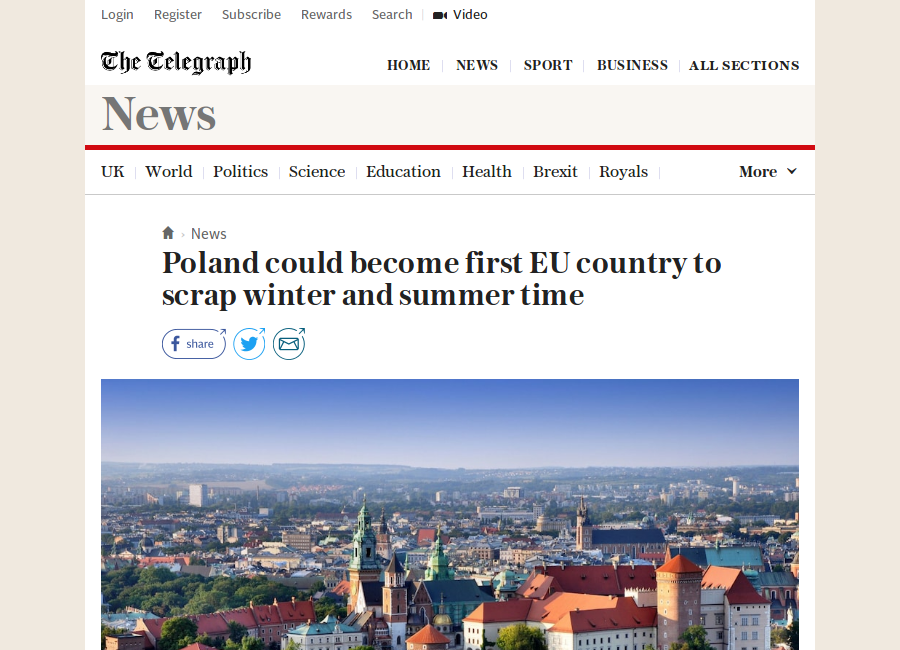 Login Register Subscribe Rewards Search Video
The Telegraph
HOME NEWS SPORT BUSINESS ALL SECTIONS
News
UK World Politics Science Education Health Brexit Royals More
› News
Poland could become first EU country to
scrap winter and summer time
share